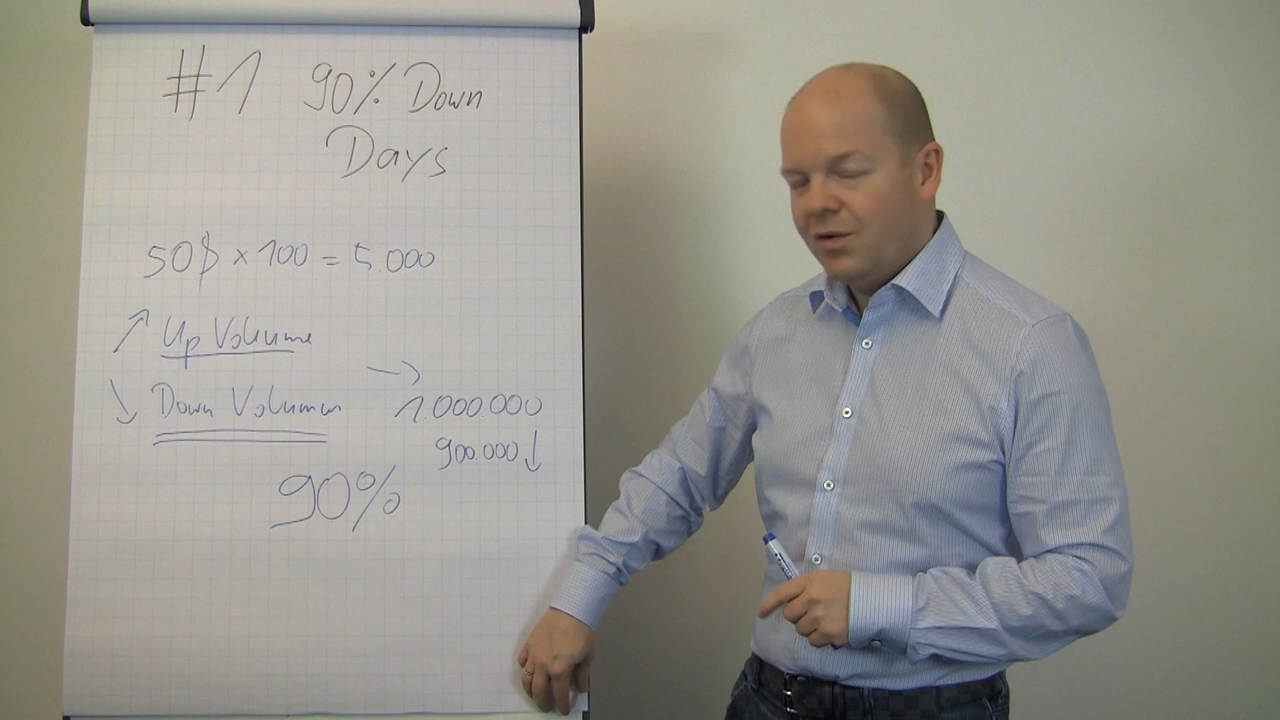 #1 90% Down
Days
50$ x 100 = 5.000
↗ Up Volume
↘ Down Volumen → 1.000.000
900.000 ↓
90%